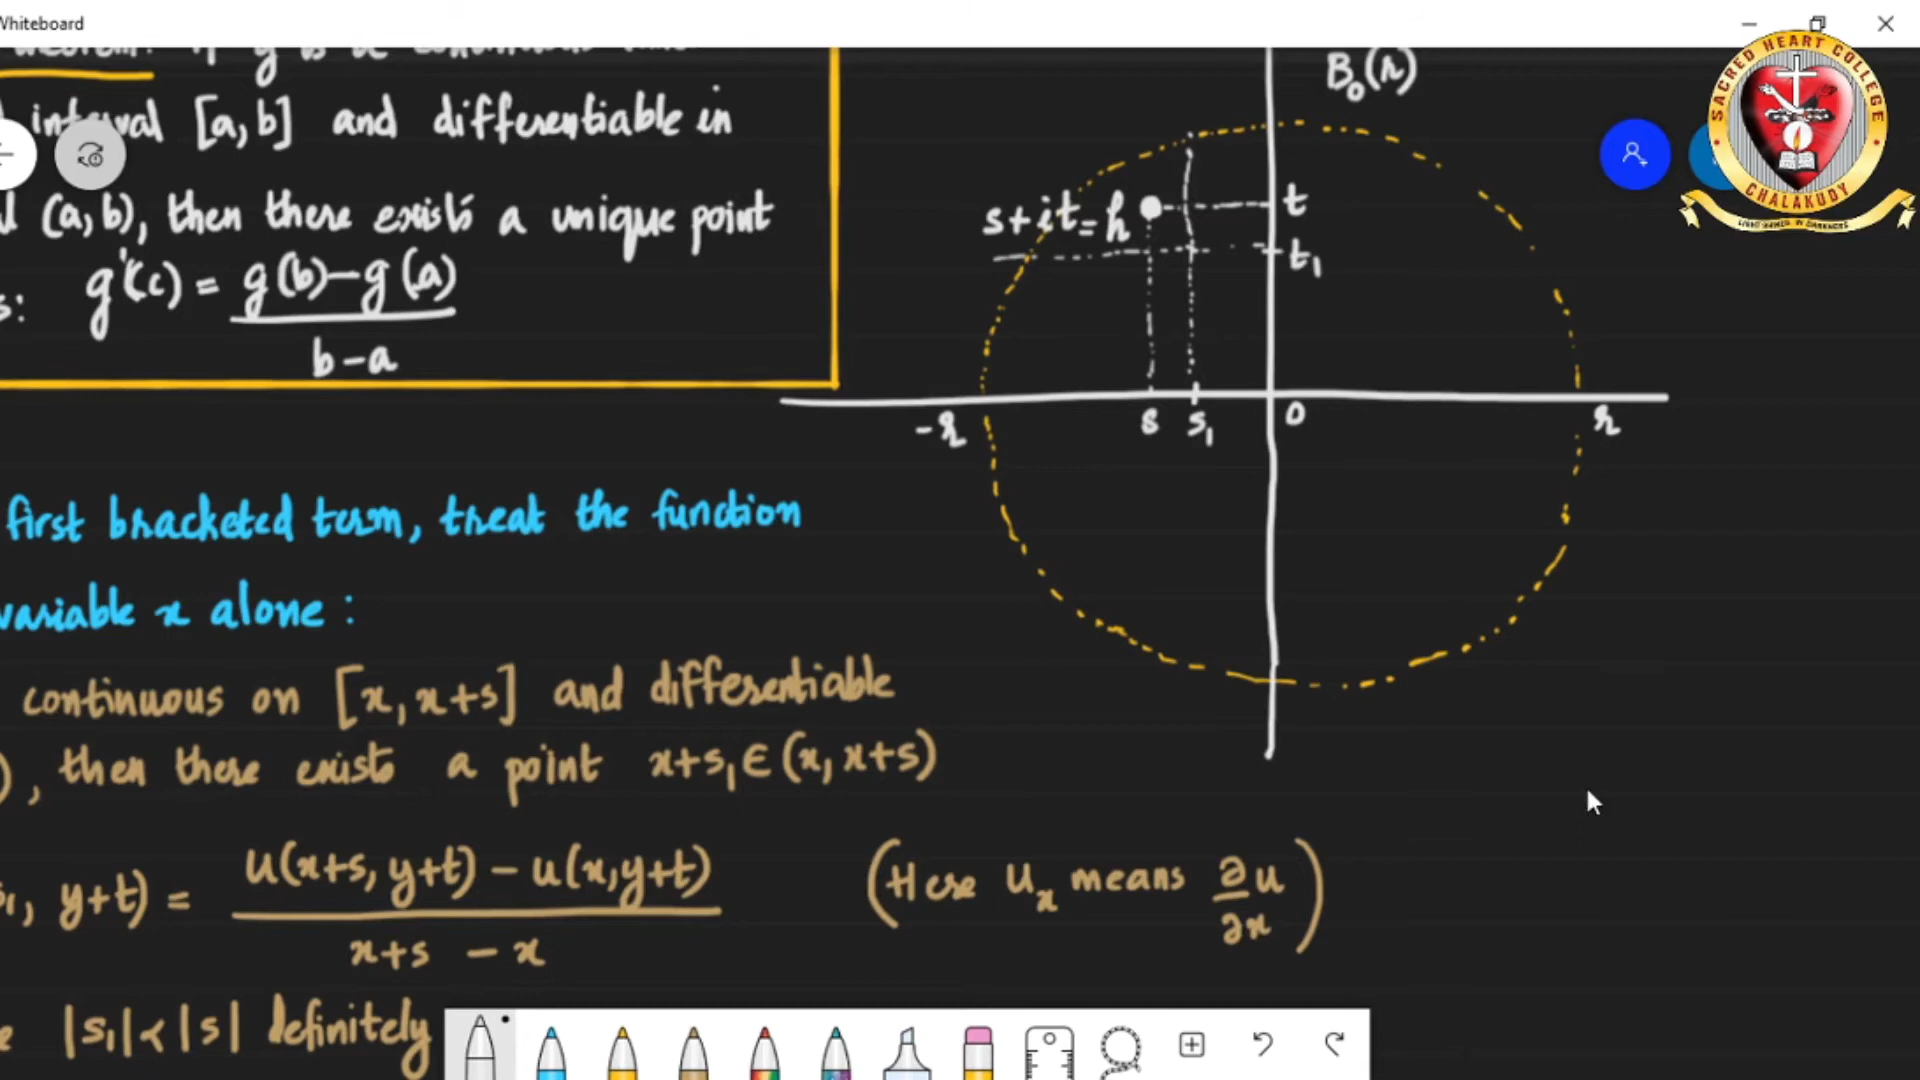 Whiteboard
interval [a, b] and differentiable in
(a, b), then there exists a unique point
s: g'(c) = g(b) - g(a)
b - a
first bracketed term, treat the function
variable x alone :
continuous on [x, x+s] and differentiable
), then there exists a point x+s₁ ∈ (x, x+s)
s₁, y+t) = u(x+s, y+t) - u(x, y+t)
x+s - x
(Here uₓ means ∂u
∂x)
|s₁| < |s| definitely
B₀(r)
s+it=h
t
t₁
-r
s
s₁
0
r
SACRED HEART COLLEGE
CHALAKUDY